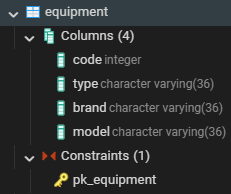 equipment
Columns (4)
code integer
type character varying(36)
brand character varying(36)
model character varying(36)
Constraints (1)
pk_equipment